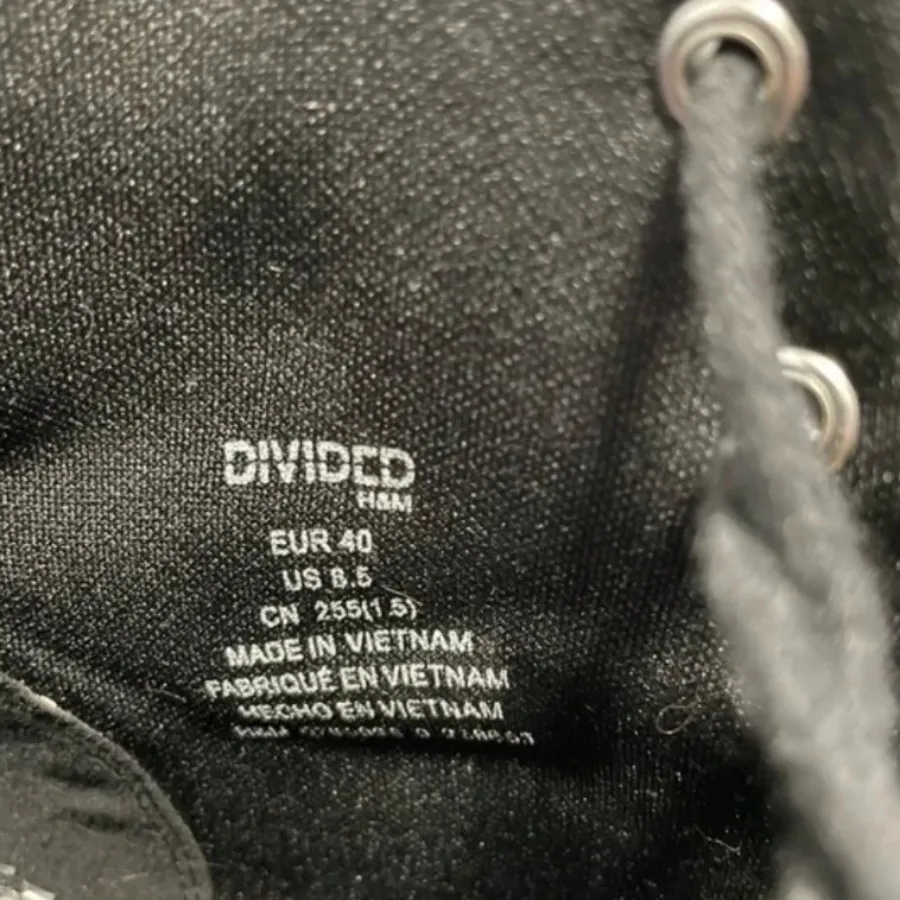 DIVIDED
H&M
EUR 40
US 8.5
CN 255(1.5)
MADE IN VIETNAM
FABRIQUÉ EN VIETNAM
HECHO EN VIETNAM
H&M